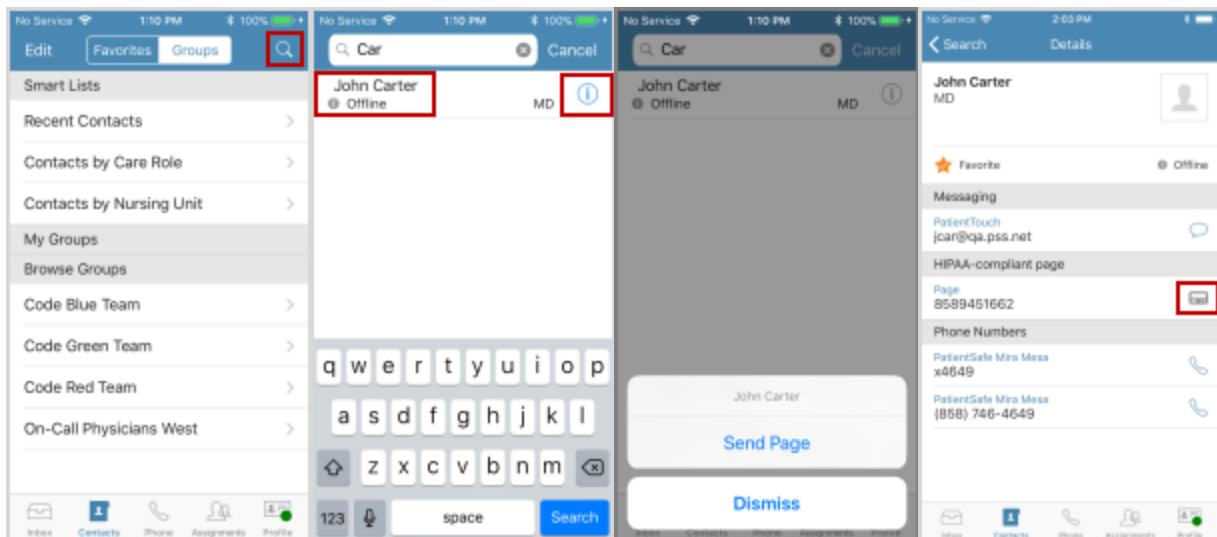 No Service 1:10 PM 100%
Edit Favorites Groups
Smart Lists
Recent Contacts
Contacts by Care Role
Contacts by Nursing Unit
My Groups
Browse Groups
Code Blue Team
Code Green Team
Code Red Team
On-Call Physicians West
Inbox Contacts Phone Assignments Profile
No Service 1:10 PM 100%
Car Cancel
John Carter
Offline MD
q w e r t y u i o p
a s d f g h j k l
z x c v b n m
123 space Search
No Service 1:10 PM 100%
Car Cancel
John Carter
Offline MD
John Carter
Send Page
Dismiss
Inbox Contacts Phone Assignments Profile
No Service 2:03 PM
Search Details
John Carter
MD
Favorite Offline
Messaging
PatientTouch
jcar@qa.pss.net
HIPAA-compliant page
Page
8589451662
Phone Numbers
PatientSafe Mira Mesa
x4649
PatientSafe Mira Mesa
(858) 746-4649
Inbox Contacts Phone Assignments Profile